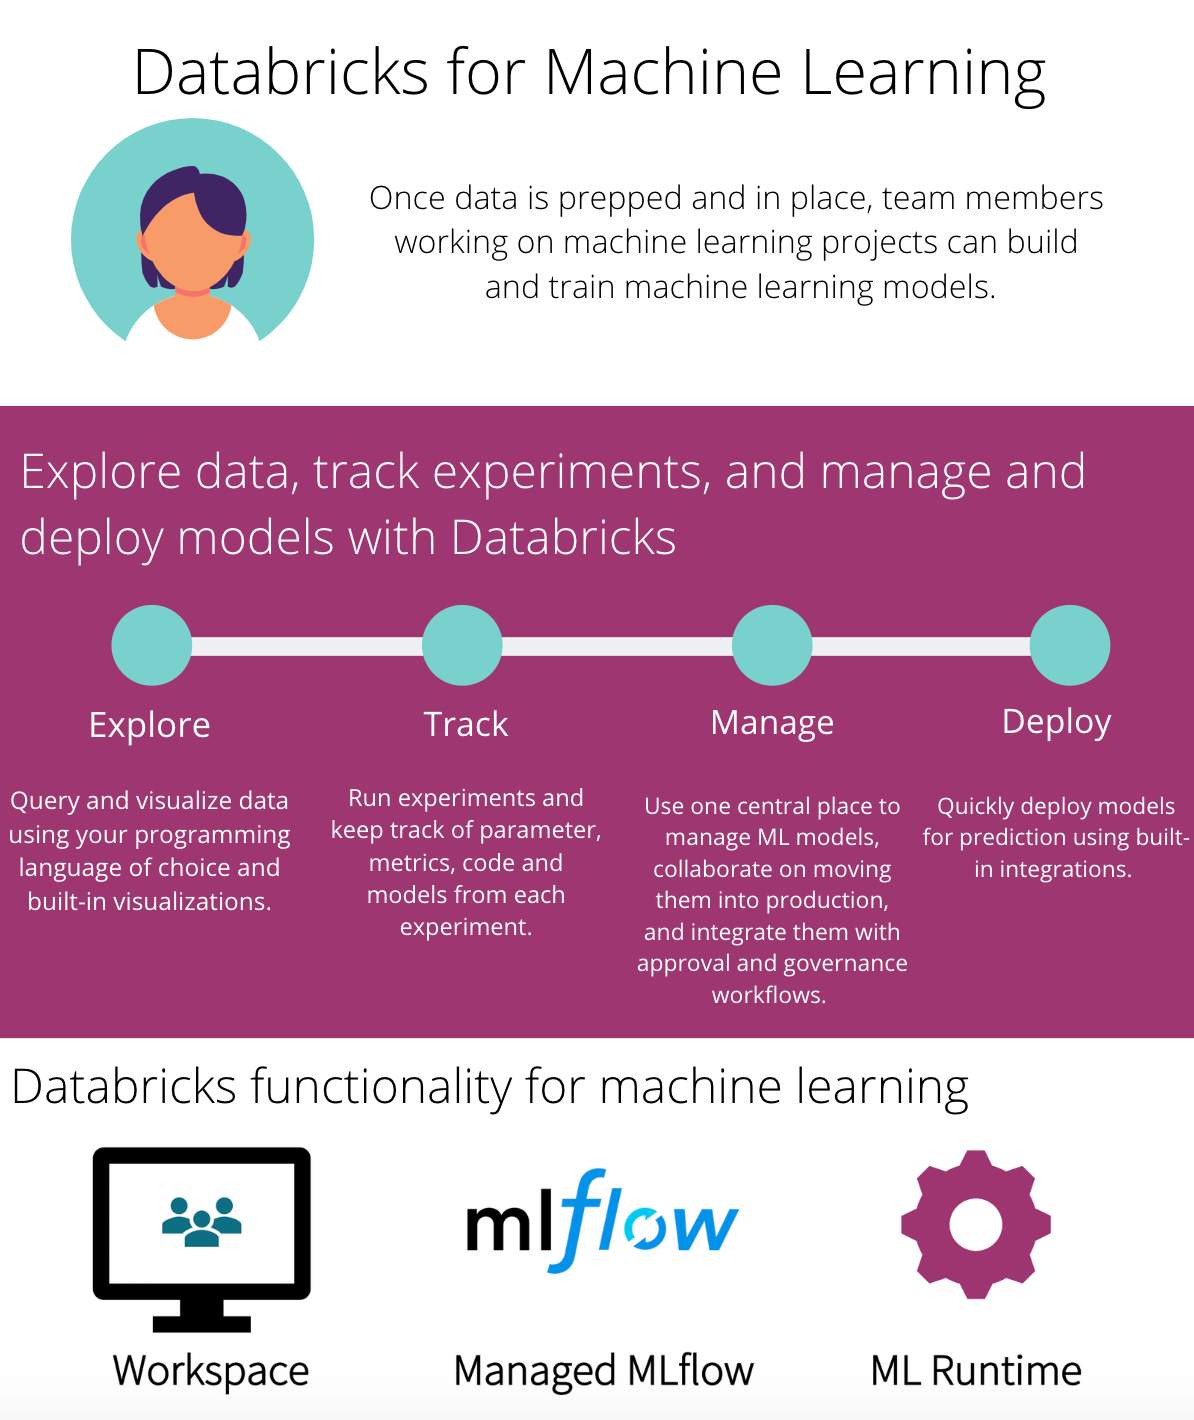 Databricks for Machine Learning
Once data is prepped and in place, team members
working on machine learning projects can build
and train machine learning models.
Explore data, track experiments, and manage and
deploy models with Databricks
Explore
Query and visualize data
using your programming
language of choice and
built-in visualizations.
Track
Run experiments and
keep track of parameter,
metrics, code and
models from each
experiment.
Manage
Use one central place to
manage ML models,
collaborate on moving
them into production,
and integrate them with
approval and governance
workflows.
Deploy
Quickly deploy models
for prediction using built-
in integrations.
Databricks functionality for machine learning
mlflow
Workspace
Managed MLflow
ML Runtime